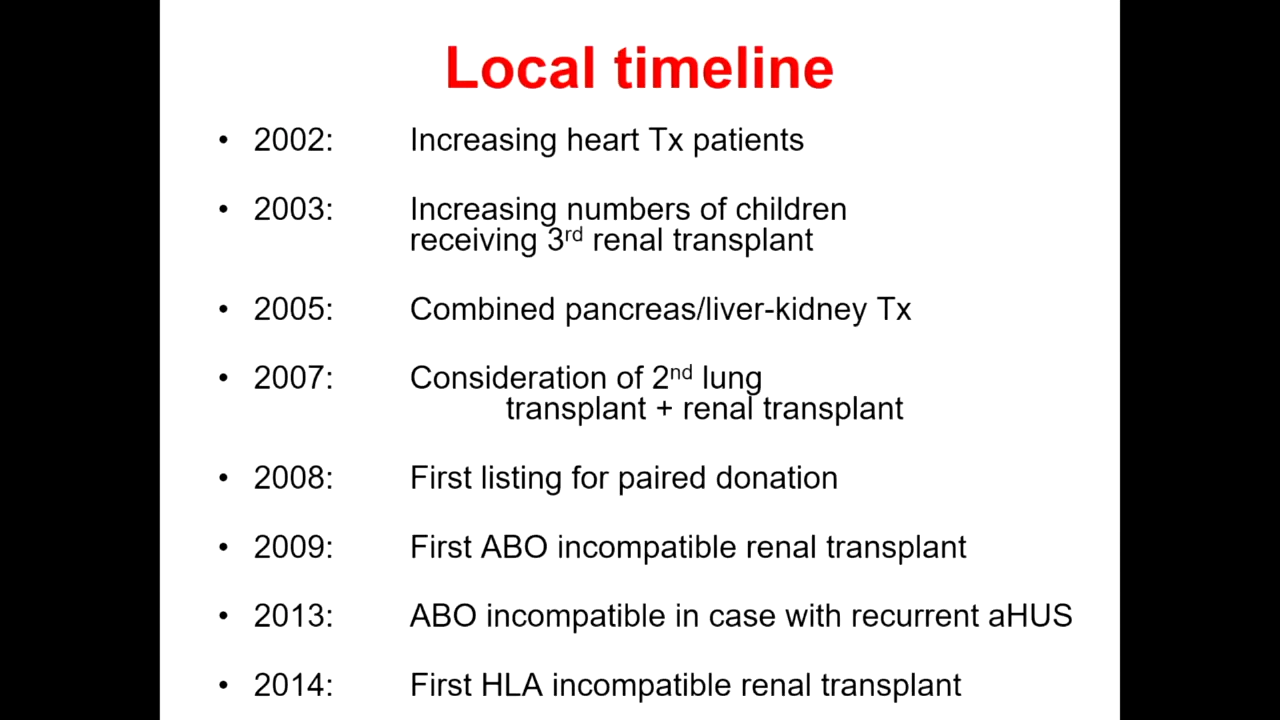 Local timeline
• 2002: Increasing heart Tx patients
• 2003: Increasing numbers of children
receiving 3rd renal transplant
• 2005: Combined pancreas/liver-kidney Tx
• 2007: Consideration of 2nd lung
transplant + renal transplant
• 2008: First listing for paired donation
• 2009: First ABO incompatible renal transplant
• 2013: ABO incompatible in case with recurrent aHUS
• 2014: First HLA incompatible renal transplant